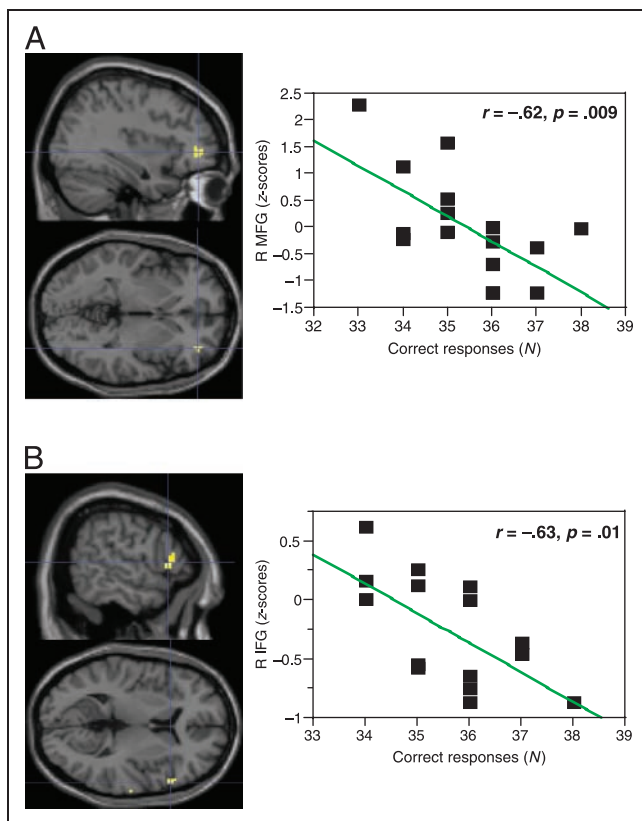 A
r = –.62, p = .009
R MFG (z-scores)
2.5
2
1.5
1
0.5
0
–0.5
–1
–1.5
32 33 34 35 36 37 38 39
Correct responses (N)
B
r = –.63, p = .01
R IFG (z-scores)
0.5
0
–0.5
–1
33 34 35 36 37 38 39
Correct responses (N)